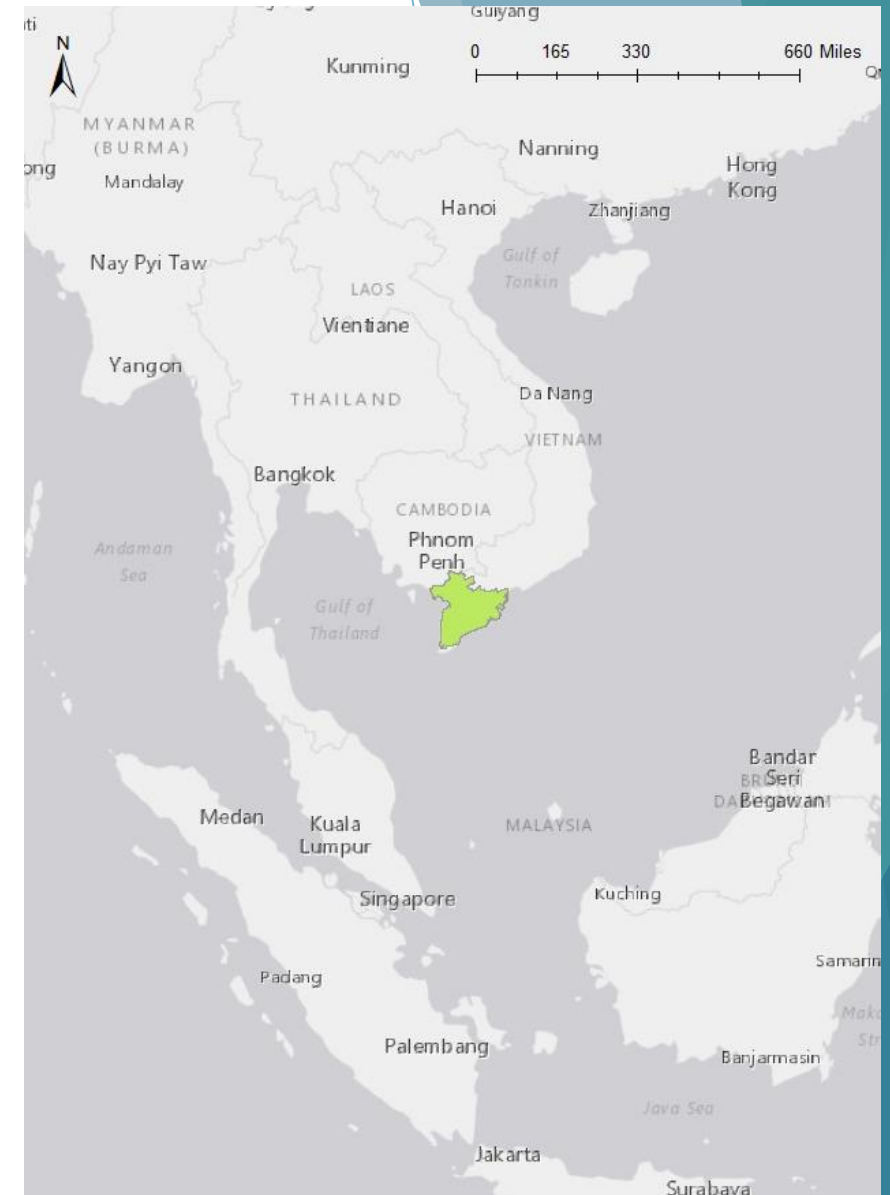 Guiyang
N
0 165 330 660 Miles
Kunming
MYANMAR
(BURMA)
Mandalay
Nanning
Hong
Kong
Hanoi
Zhanjiang
Nay Pyi Taw
Gulf of
Tonkin
LAOS
Vientiane
Yangon
THAILAND
Da Nang
VIETNAM
Bangkok
CAMBODIA
Phnom
Penh
Andaman
Sea
Gulf of
Thailand
Bandar
Seri
Begawan
Medan
Kuala
Lumpur
MALAYSIA
Singapore
Kuching
Padang
Samarin
Palembang
Banjarmasin
Java Sea
Jakarta
Surabaya